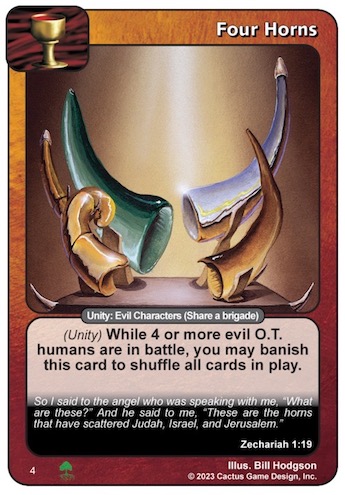 Four Horns
Unity: Evil Characters (Share a brigade)
(Unity) While 4 or more evil O.T.
humans are in battle, you may banish
this card to shuffle all cards in play.
So I said to the angel who was speaking with me, “What
are these?” And he said to me, “These are the horns
that have scattered Judah, Israel, and Jerusalem.”
Zechariah 1:19
4
Illus. Bill Hodgson
© 2023 Cactus Game Design, Inc.